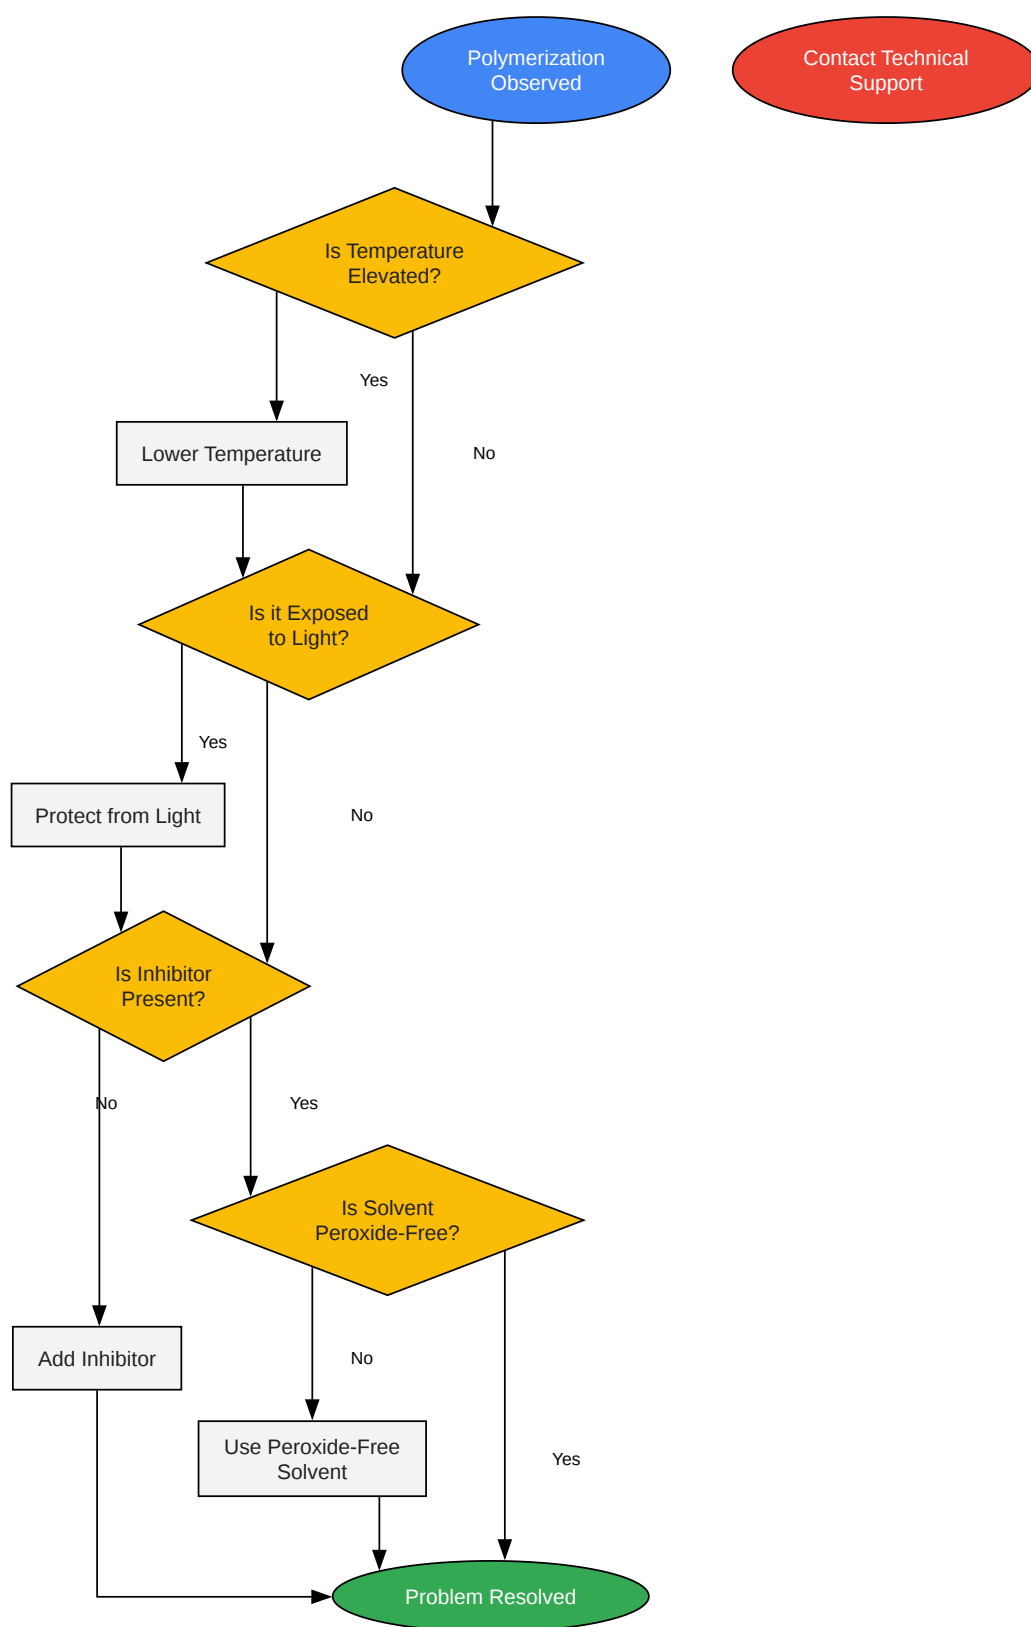 Polymerization
Observed
Contact Technical
Support
Is Temperature
Elevated?
Yes
Lower Temperature
No
Is it Exposed
to Light?
Yes
Protect from Light
No
Is Inhibitor
Present?
No
Yes
Is Solvent
Peroxide-Free?
Add Inhibitor
No
Use Peroxide-Free
Solvent
Yes
Problem Resolved